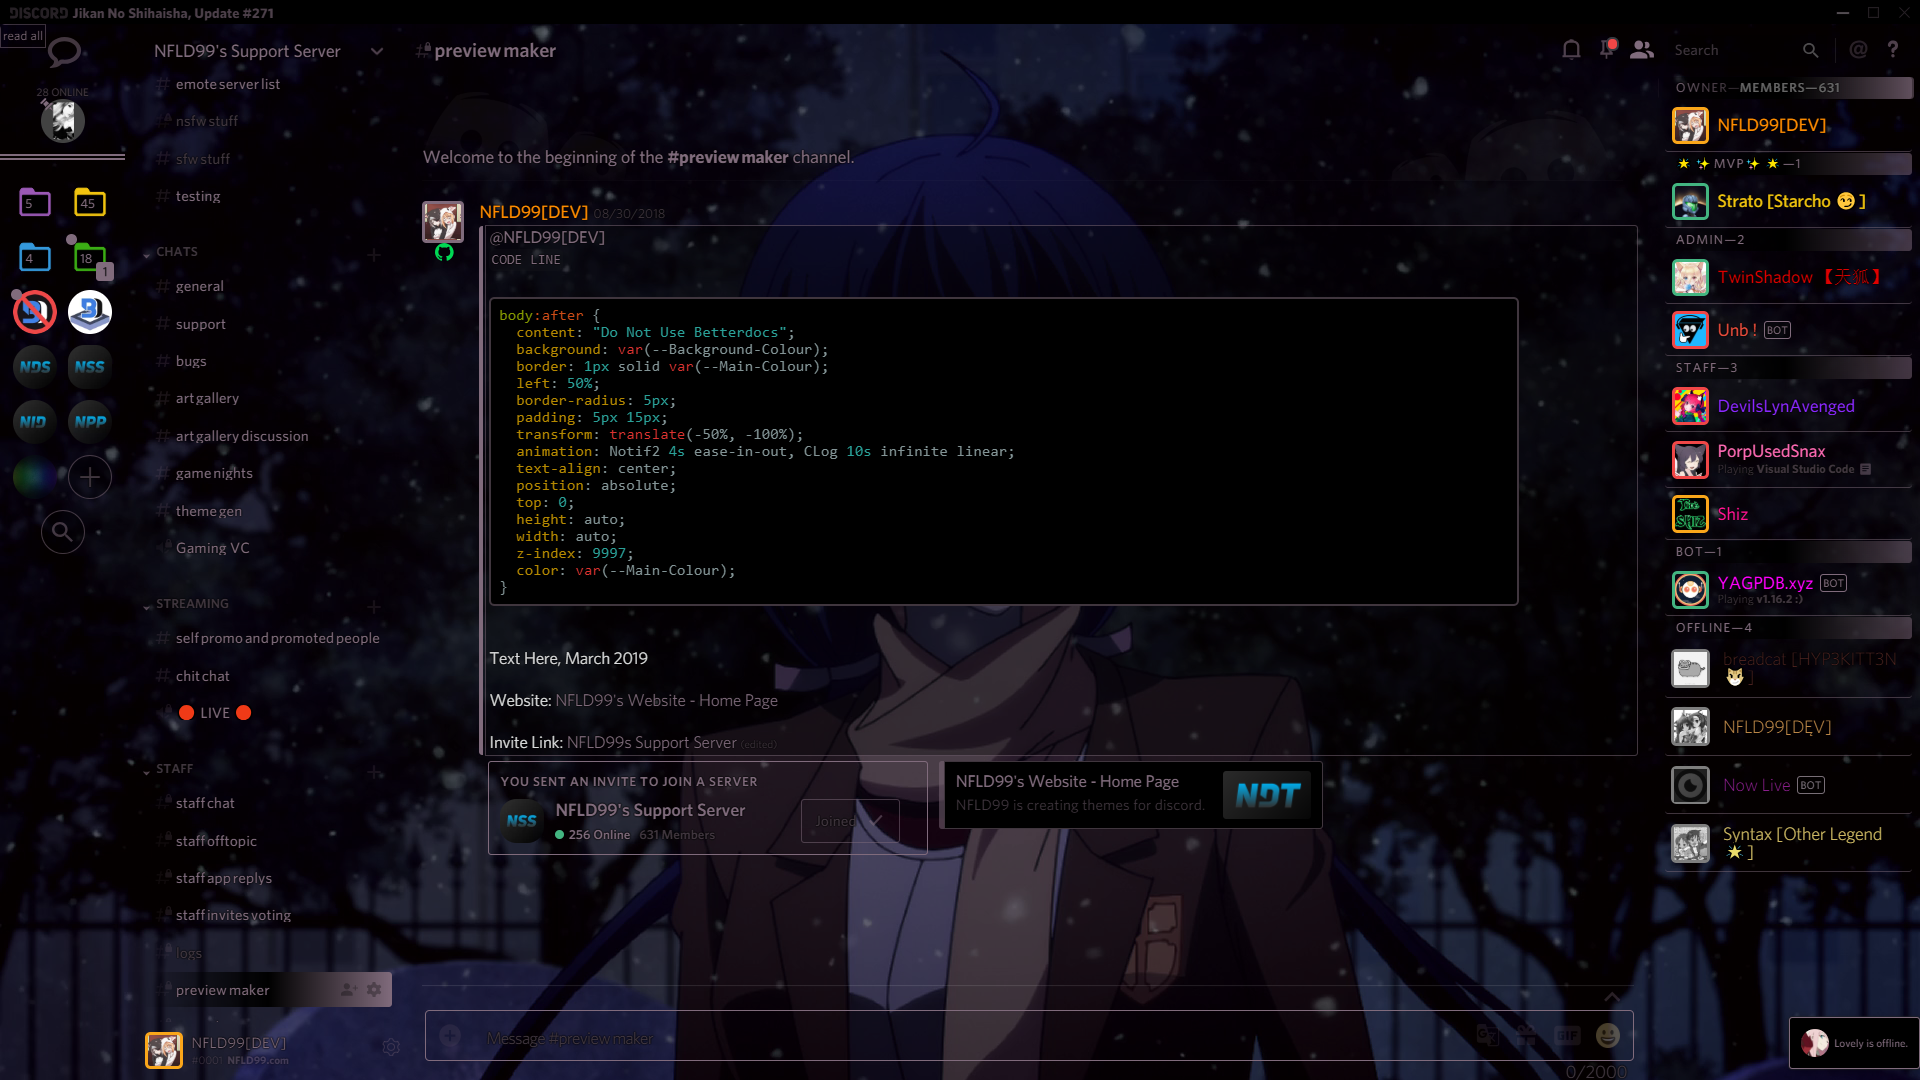 DISCORD Jikan No Shihaisha, Update #271
read all
28 ONLINE
5
45
4
18
1
NDS
NSS
NID
NPP
NFLD99's Support Server
emote server list
nsfw stuff
sfw stuff
testing
CHATS
general
support
bugs
art gallery
art gallery discussion
game nights
theme gen
Gaming VC
STREAMING
self promo and promoted people
chit chat
LIVE
STAFF
staff chat
staff offtopic
staff app replys
staff invites voting
logs
preview maker
NFLD99[DEV]
#0001 NFLD99.com
#preview maker
Search
Welcome to the beginning of the #preview maker channel.
NFLD99[DEV] 08/30/2018
@NFLD99[DEV]
CODE LINE
body:after {
  content: "Do Not Use Betterdocs";
  background: var(--Background-Colour);
  border: 1px solid var(--Main-Colour);
  left: 50%;
  border-radius: 5px;
  padding: 5px 15px;
  transform: translate(-50%, -100%);
  animation: Notif2 4s ease-in-out, CLog 10s infinite linear;
  text-align: center;
  position: absolute;
  top: 0;
  height: auto;
  width: auto;
  z-index: 9997;
  color: var(--Main-Colour);
}
Text Here, March 2019
Website: NFLD99's Website - Home Page
Invite Link: NFLD99s Support Server (edited)
YOU SENT AN INVITE TO JOIN A SERVER
NSS
NFLD99's Support Server
256 Online 631 Members
Joined
NFLD99's Website - Home Page
NFLD99 is creating themes for discord.
NDT
Message #preview maker
GIF
0/2000
OWNER—MEMBERS—631
NFLD99[DEV]
🌟 ✨ MVP ✨ 🌟 —1
Strato [Starcho 😏 ]
ADMIN—2
TwinShadow 【天狐】
Unb ! BOT
STAFF—3
DevilsLynAvenged
PorpUsedSnax
Playing Visual Studio Code
The SHIZ
Shiz
BOT—1
YAGPDB.xyz BOT
Playing v1.16.2 :)
OFFLINE—4
breadcat [HYP3KITT3N
🐱 ]
NFLD99[DĘV]
Now Live BOT
Syntax [Other Legend
🌟 ]
Lovely is offline.